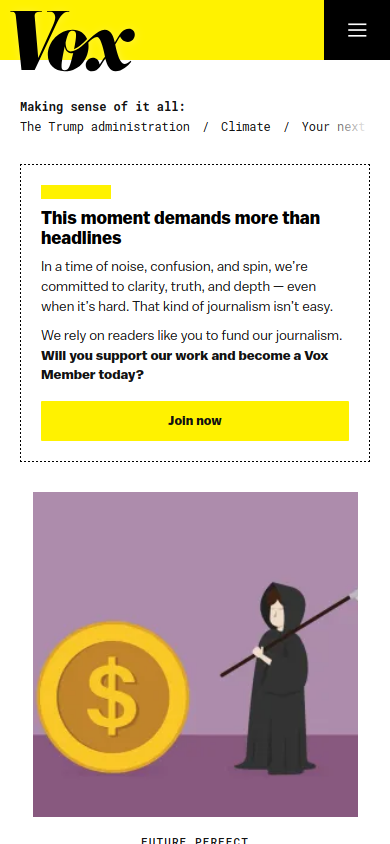 Vox
Making sense of it all:
The Trump administration / Climate / Your next
This moment demands more than
headlines
In a time of noise, confusion, and spin, we're
committed to clarity, truth, and depth — even
when it's hard. That kind of journalism isn't easy.
We rely on readers like you to fund our journalism.
Will you support our work and become a Vox
Member today?
Join now
$
FUTURE PERFECT